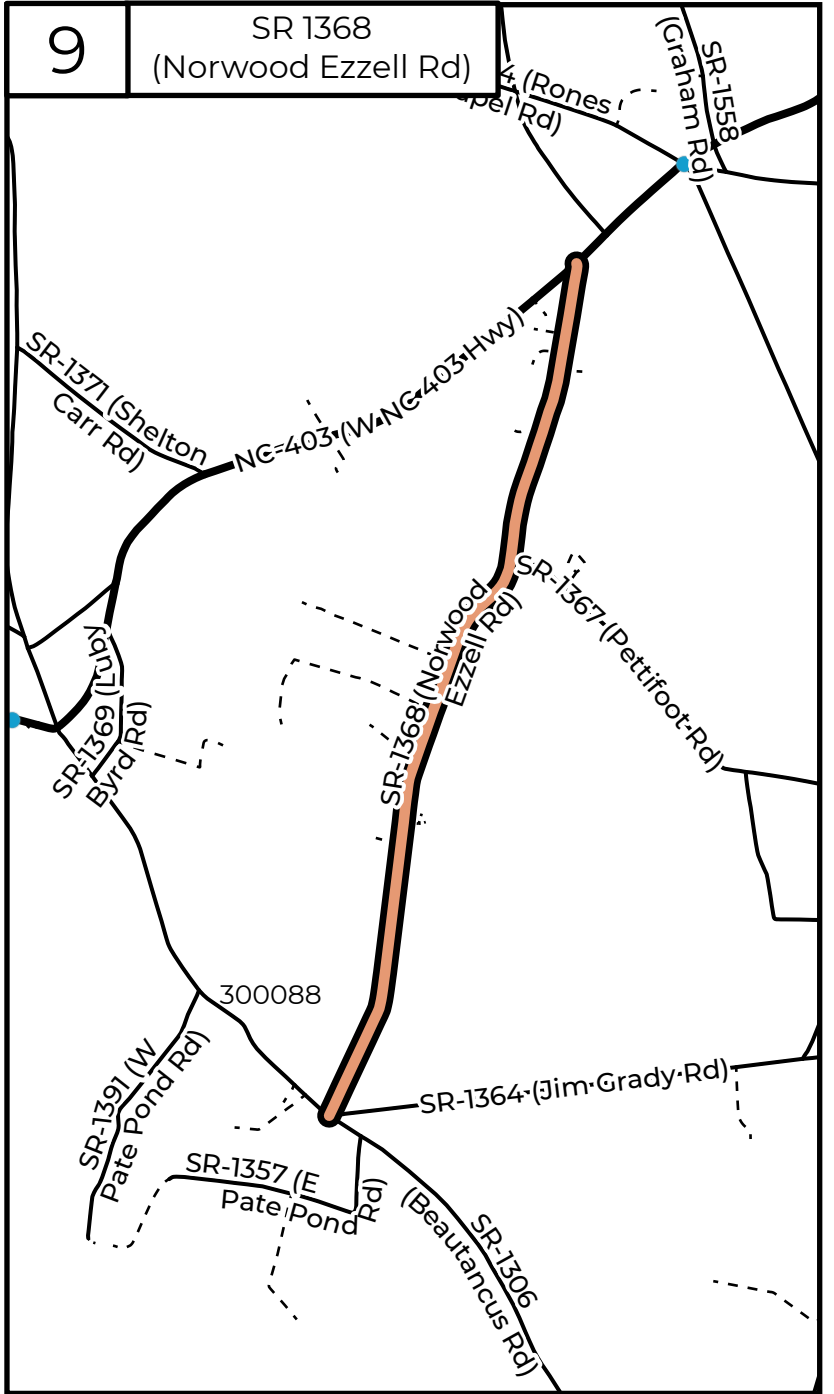 9
SR 1368
(Norwood Ezzell Rd)
4 (Rones
pel Rd)
SR-1558
(Graham Rd)
SR-1371 (Shelton
Carr Rd)
NC-403 (W NC 403 Hwy)
SR-1367 (Pettifoot Rd)
SR-1368 (Norwood
Ezzell Rd)
SR-1369 (Luby
Byrd Rd)
300088
SR-1391 (W
Pate Pond Rd)
SR-1364 (Jim Grady Rd)
SR-1357 (E
Pate Pond Rd)
SR-1306
(Beautancus Rd)